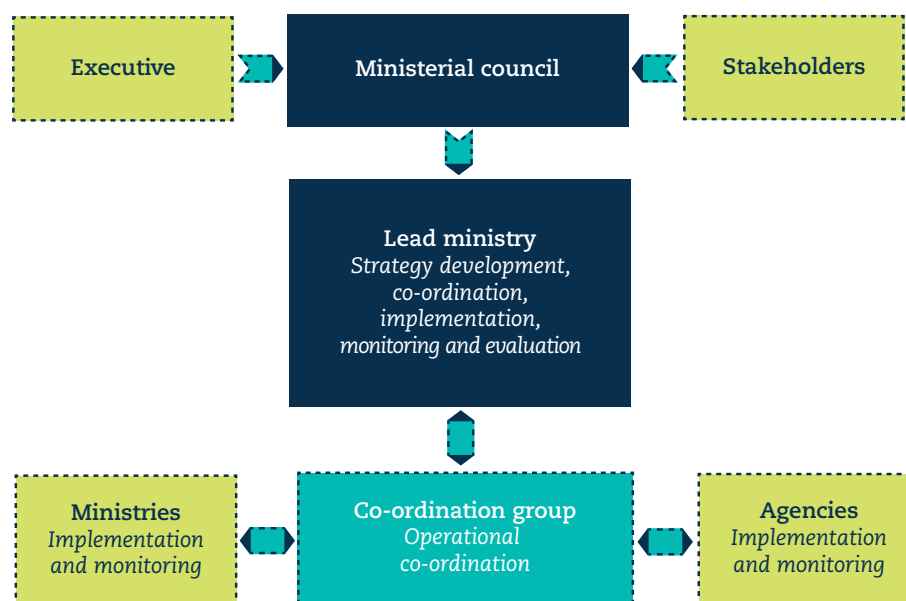 Executive
Ministerial council
Stakeholders
Lead ministry
Strategy development,
co-ordination,
implementation,
monitoring and evaluation
Ministries
Implementation
and monitoring
Co-ordination group
Operational
co-ordination
Agencies
Implementation
and monitoring